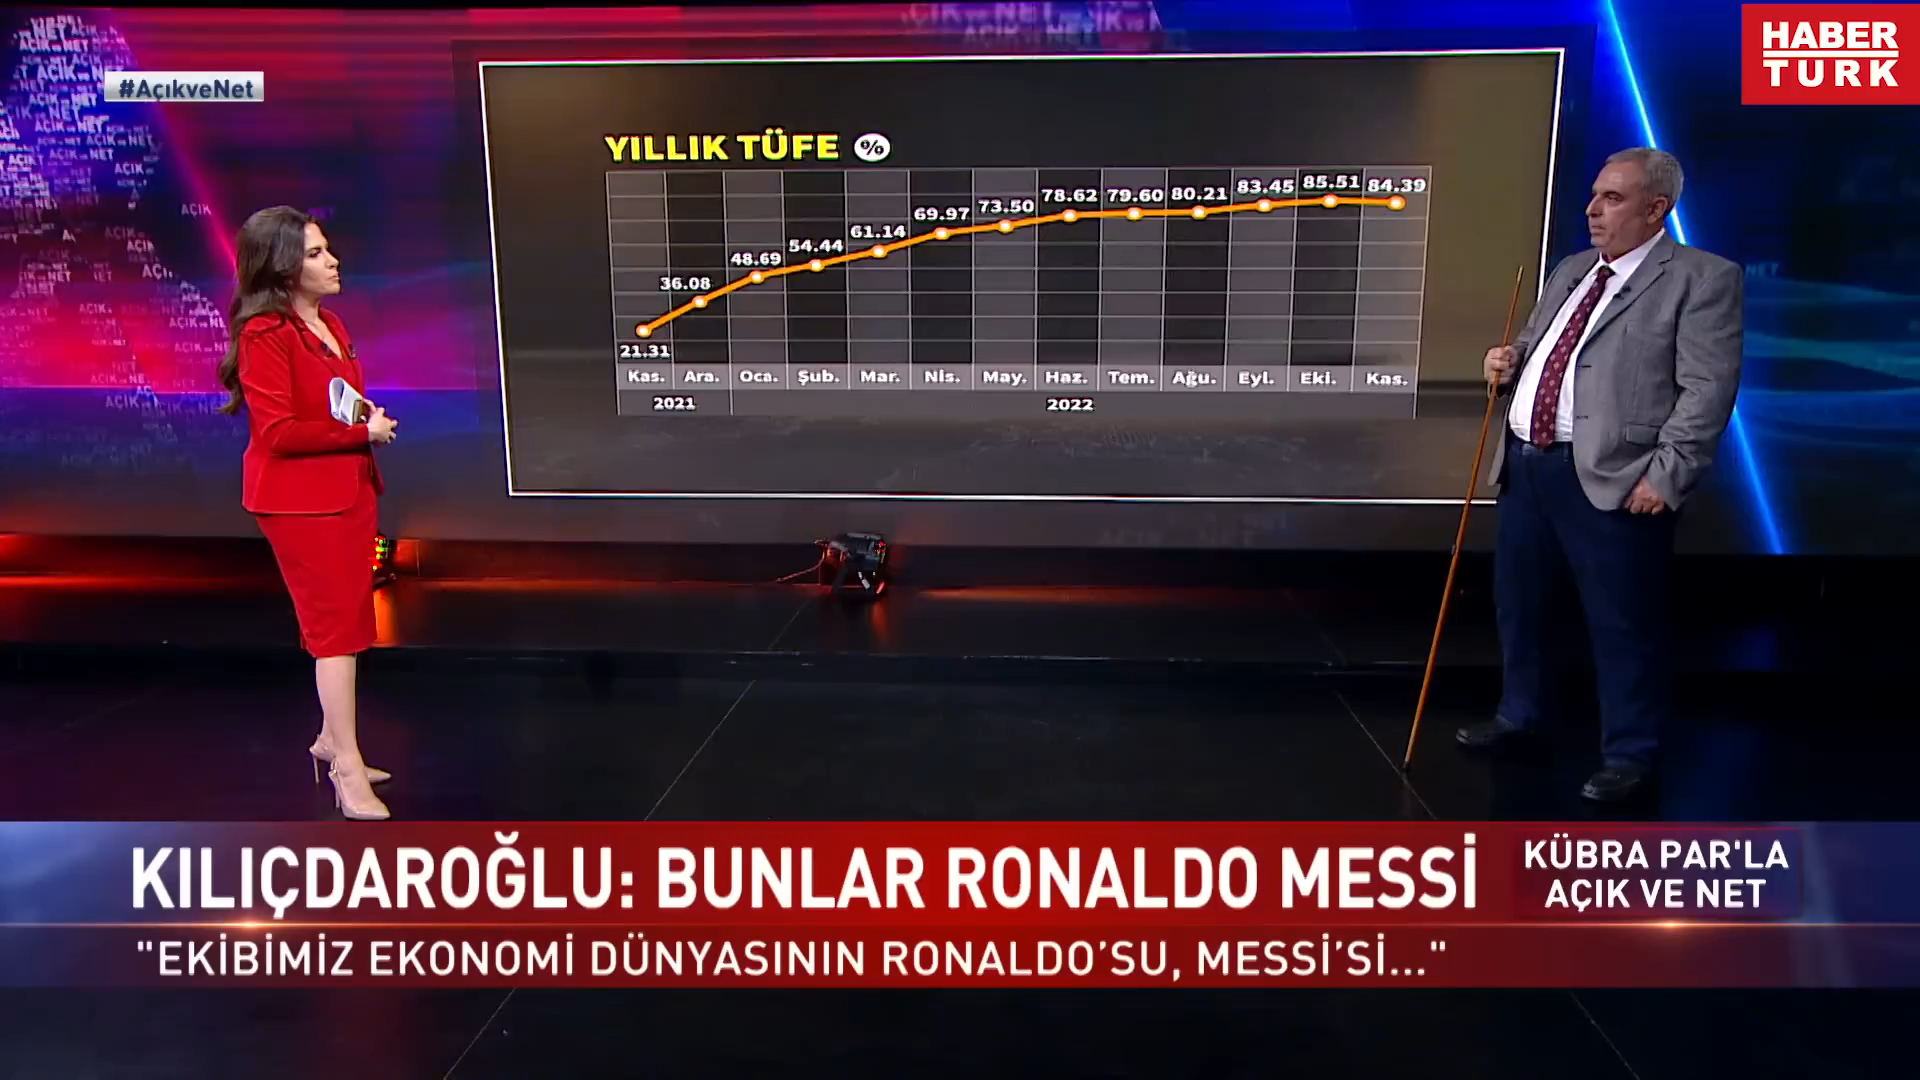 #AçıkveNet
HABER
TURK
YILLIK TÜFE %
21.31 36.08 48.69 54.44 61.14 69.97 73.50 78.62 79.60 80.21 83.45 85.51 84.39
Kas. Ara. Oca. Şub. Mar. Nis. May. Haz. Tem. Ağu. Eyl. Eki. Kas.
2021 2022
KILIÇDAROĞLU: BUNLAR RONALDO MESSİ
KÜBRA PAR'LA
AÇIK VE NET
"EKİBİMİZ EKONOMİ DÜNYASININ RONALDO’SU, MESSİ’Sİ..."